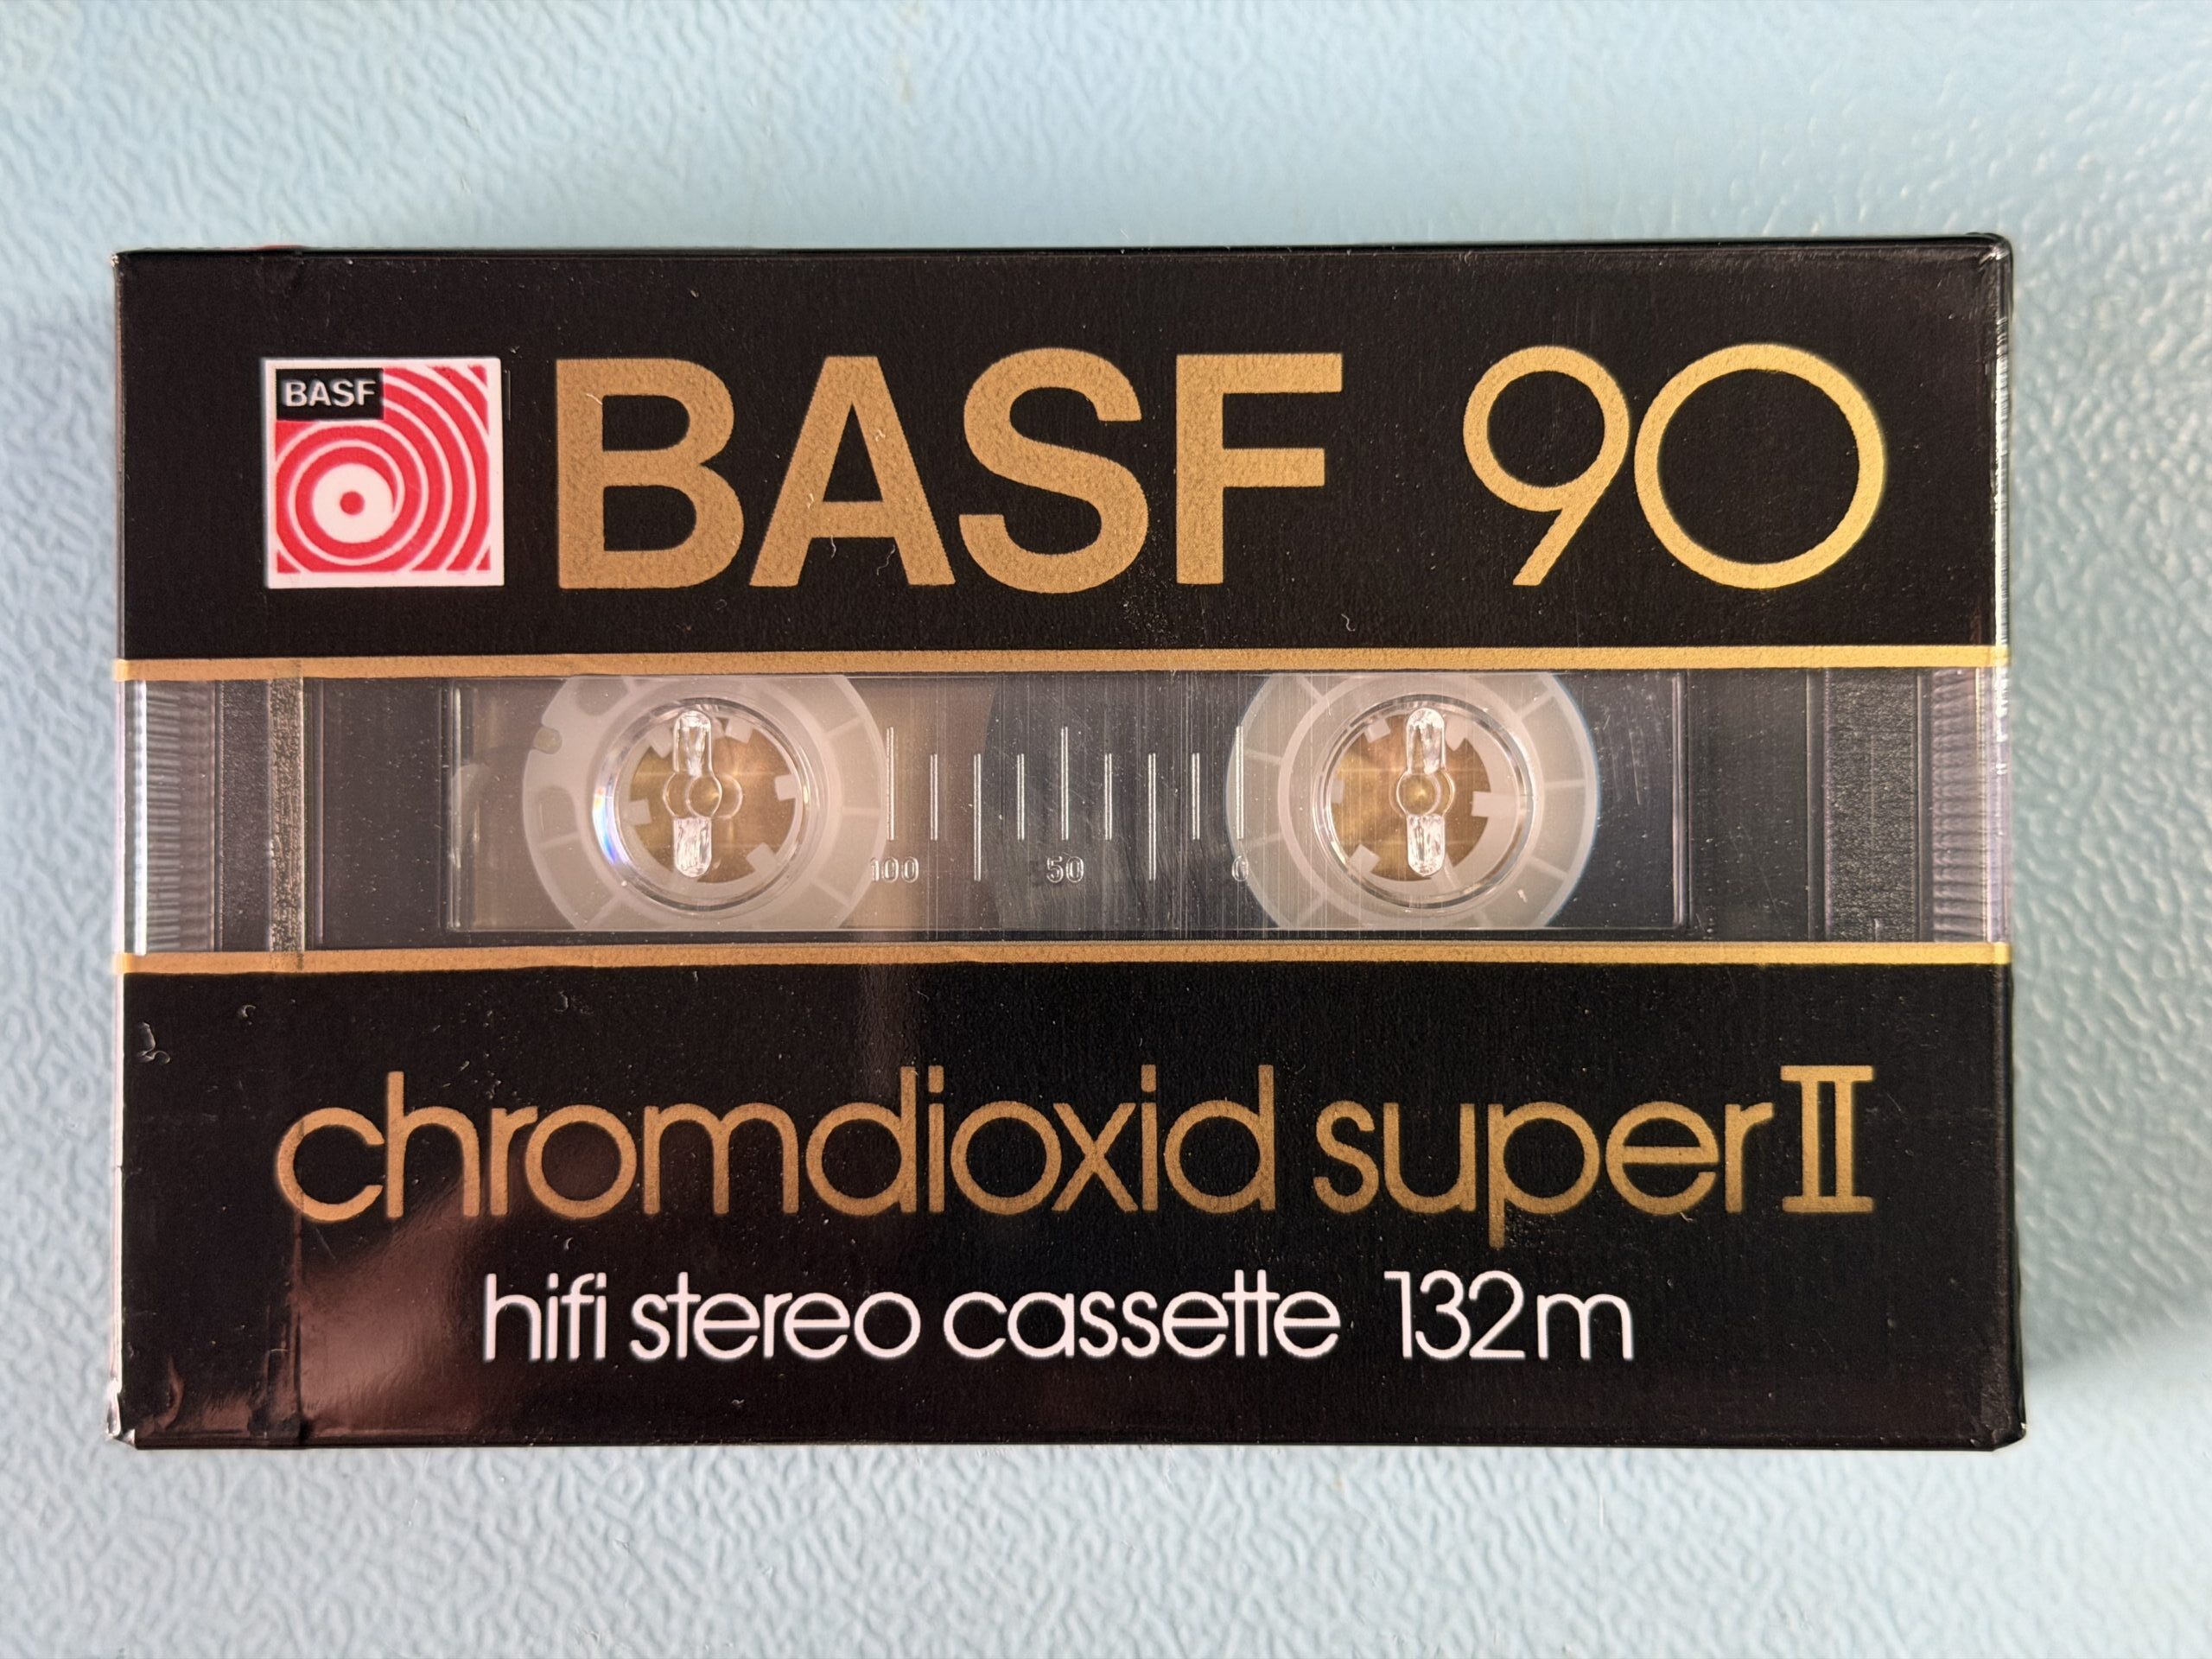 BASF
BASF 90
100 50 0
chromdioxid super II
hifi stereo cassette 132m